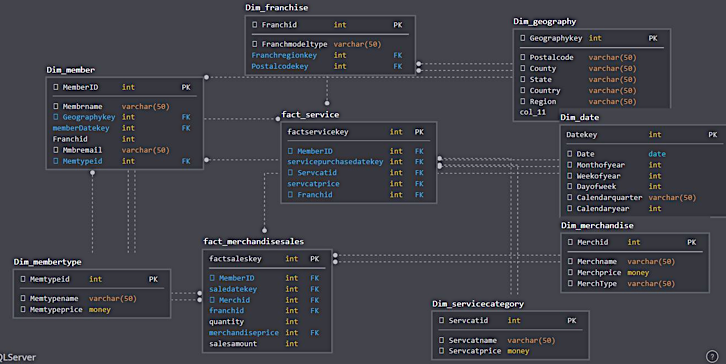 Dim_franchise
Franchid int PK
Franchmodeltype varchar(50)
Franchregionkey int FK
Postalcodekey int FK
Dim_geography
Geographykey int PK
Postalcode varchar(50)
County varchar(50)
State varchar(50)
Country varchar(50)
Region varchar(50)
col_11
Dim_member
MemberID int PK
Membrname varchar(50)
Geographykey int FK
memberDatekey int FK
Franchid int
Mmbremail varchar(50)
Memtypeid int FK
fact_service
factservicekey int PK
MemberID int FK
servicepurchasedatekey int FK
Servcatid int FK
servcatprice int
Franchid int FK
Dim_date
Datekey int PK
Date date
Monthofyear int
Weekofyear int
Dayofweek int
Calendarquarter varchar(50)
Calendaryear int
fact_merchandisesales
factsaleskey int PK
MemberID int FK
saledatekey int FK
Merchid int FK
franchid int FK
quantity int
merchandiseprice int FK
salesamount int
Dim_merchandise
Merchid int PK
Merchname varchar(50)
Merchprice money
MerchType varchar(50)
Dim_membertype
Memtypeid int PK
Memtypename varchar(50)
Memtypeprice money
Dim_servicecategory
Servcatid int PK
Servcatname varchar(50)
Servcatprice money
QLServer
?